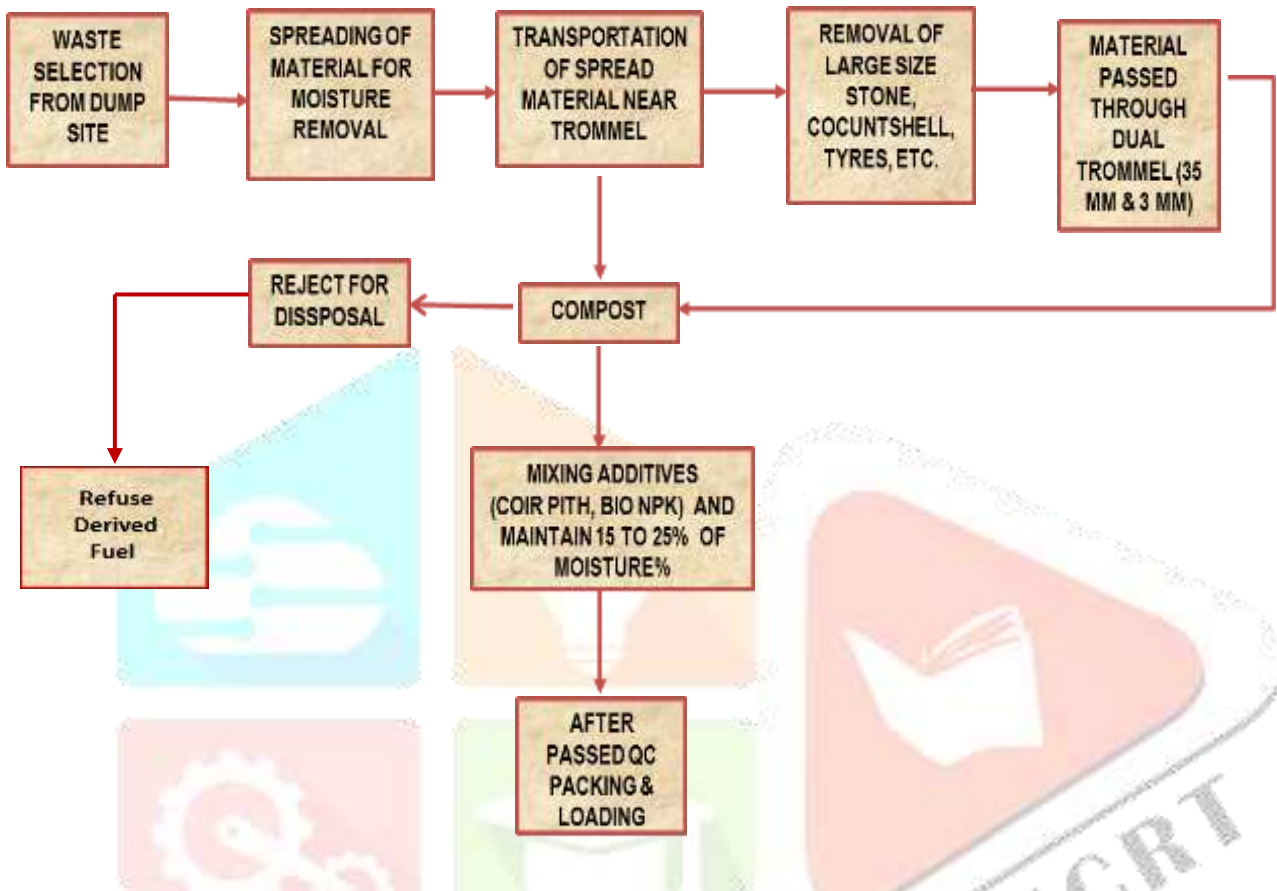 WASTE
SELECTION
FROM DUMP
SITE
SPREADING OF
MATERIAL FOR
MOISTURE
REMOVAL
TRANSPORTATION
OF SPREAD
MATERIAL NEAR
TROMMEL
REMOVAL OF
LARGE SIZE
STONE,
COCUNTSHELL,
TYRES, ETC.
MATERIAL
PASSED
THROUGH
DUAL
TROMMEL (35
MM & 3 MM)
REJECT FOR
DISSPOSAL
COMPOST
Refuse
Derived
Fuel
MIXING ADDITIVES
(COIR PITH, BIO NPK) AND
MAINTAIN 15 TO 25% OF
MOISTURE%
AFTER
PASSED QC
PACKING &
LOADING